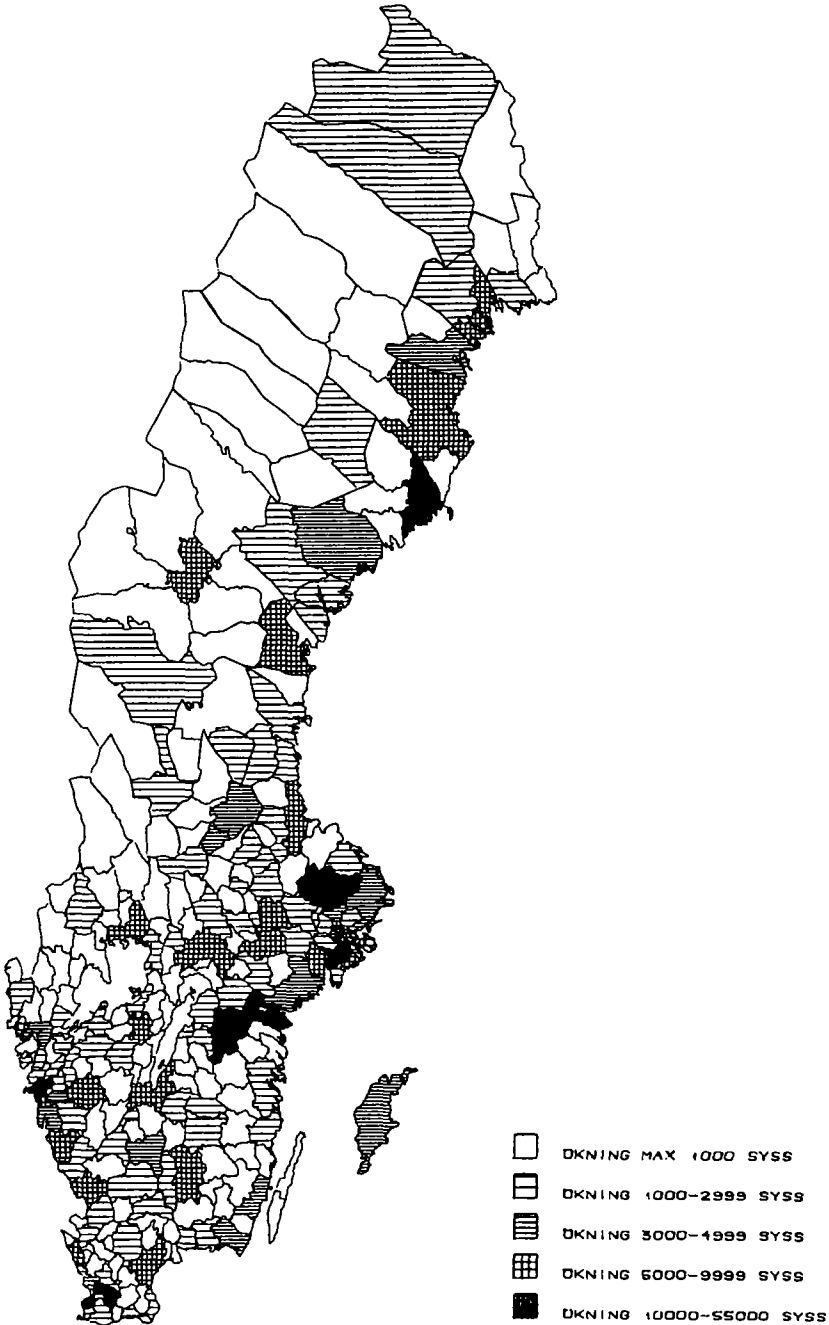 ÖKNING MAX 1000 SYSS
ÖKNING 1000-2999 SYSS
ÖKNING 3000-4999 SYSS
ÖKNING 5000-9999 SYSS
ÖKNING 10000-55000 SYSS